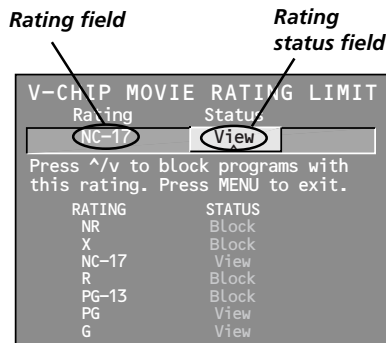 Rating field
Rating
status field
V-CHIP MOVIE RATING LIMIT
Rating Status
NC-17 View
Press ^/v to block programs with
this rating. Press MENU to exit.
RATING STATUS
NR Block
X Block
NC-17 View
R Block
PG-13 Block
PG View
G View